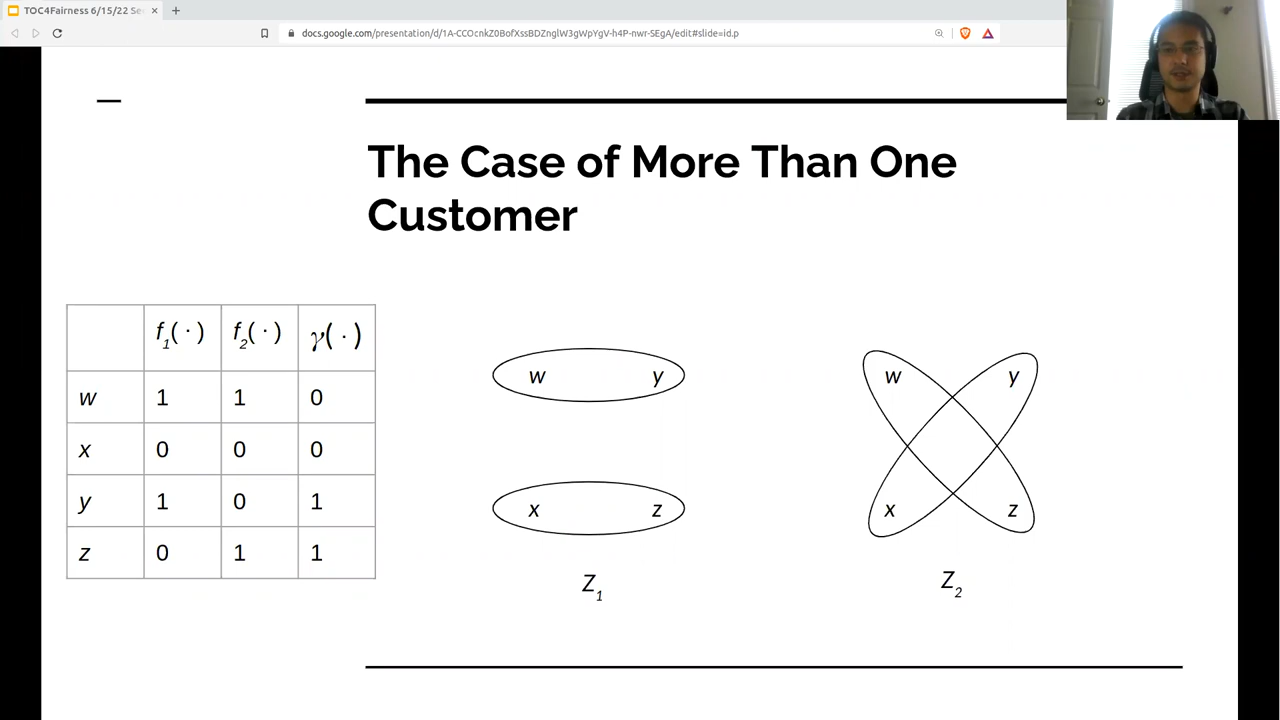 TOC4Fairness 6/15/22 Se
docs.google.com/presentation/d/1A-CCOcnkZ0BofXssBDZnglW3gWpYgV-h4P-nwr-SEgA/edit#slide=id.p
The Case of More Than One
Customer
f1(·) f2(·) γ(·)
w 1 1 0
x 0 0 0
y 1 0 1
z 0 1 1
w y
x z
Z1
w y
x z
Z2